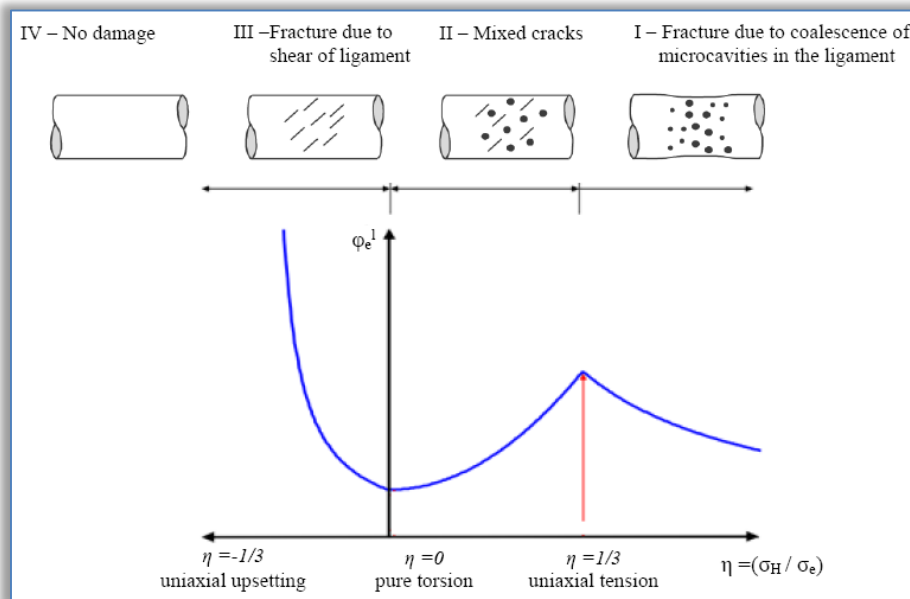 IV – No damage
III –Fracture due to
shear of ligament
II – Mixed cracks
I – Fracture due to coalescence of
microcavities in the ligament
φₑˡ
η =-1/3
uniaxial upsetting
η =0
pure torsion
η =1/3
uniaxial tension
η =(σH / σe)